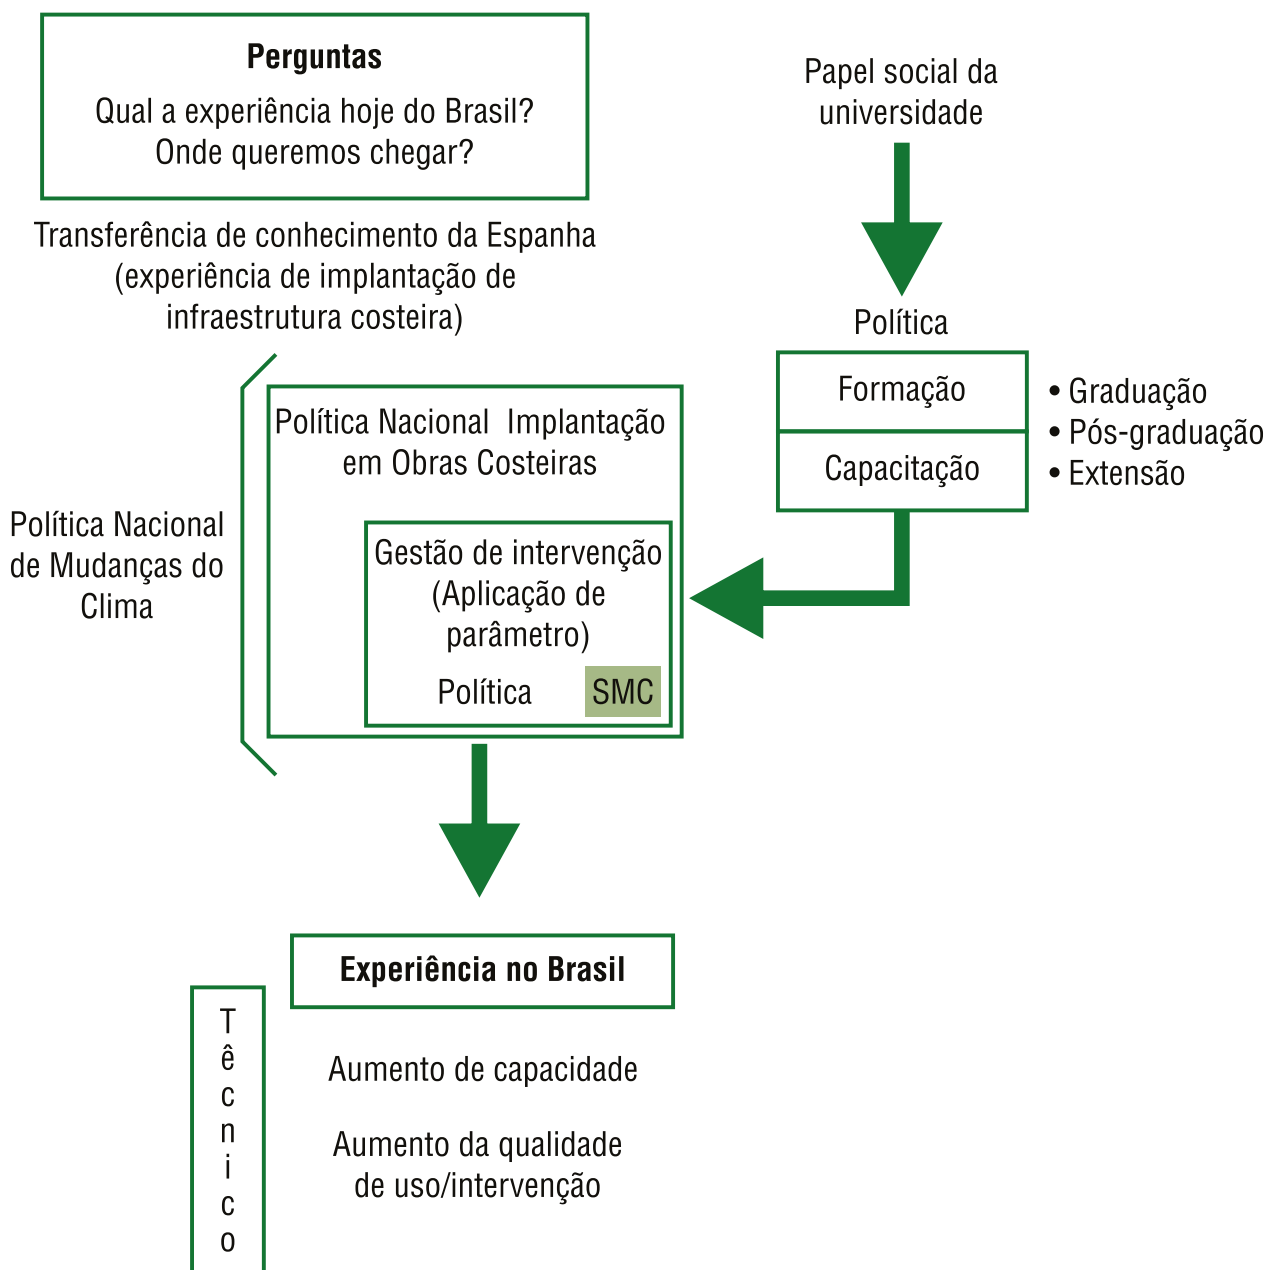 Perguntas
Qual a experiência hoje do Brasil?
Onde queremos chegar?
Transferência de conhecimento da Espanha
(experiência de implantação de
infraestrutura costeira)
Papel social da
universidade
Política
Formação
Capacitação
• Graduação
• Pós-graduação
• Extensão
Política Nacional
de Mudanças do
Clima
Política Nacional Implantação
em Obras Costeiras
Gestão de intervenção
(Aplicação de
parâmetro)
Política SMC
Experiência no Brasil
Técnico
Aumento de capacidade
Aumento da qualidade
de uso/intervenção